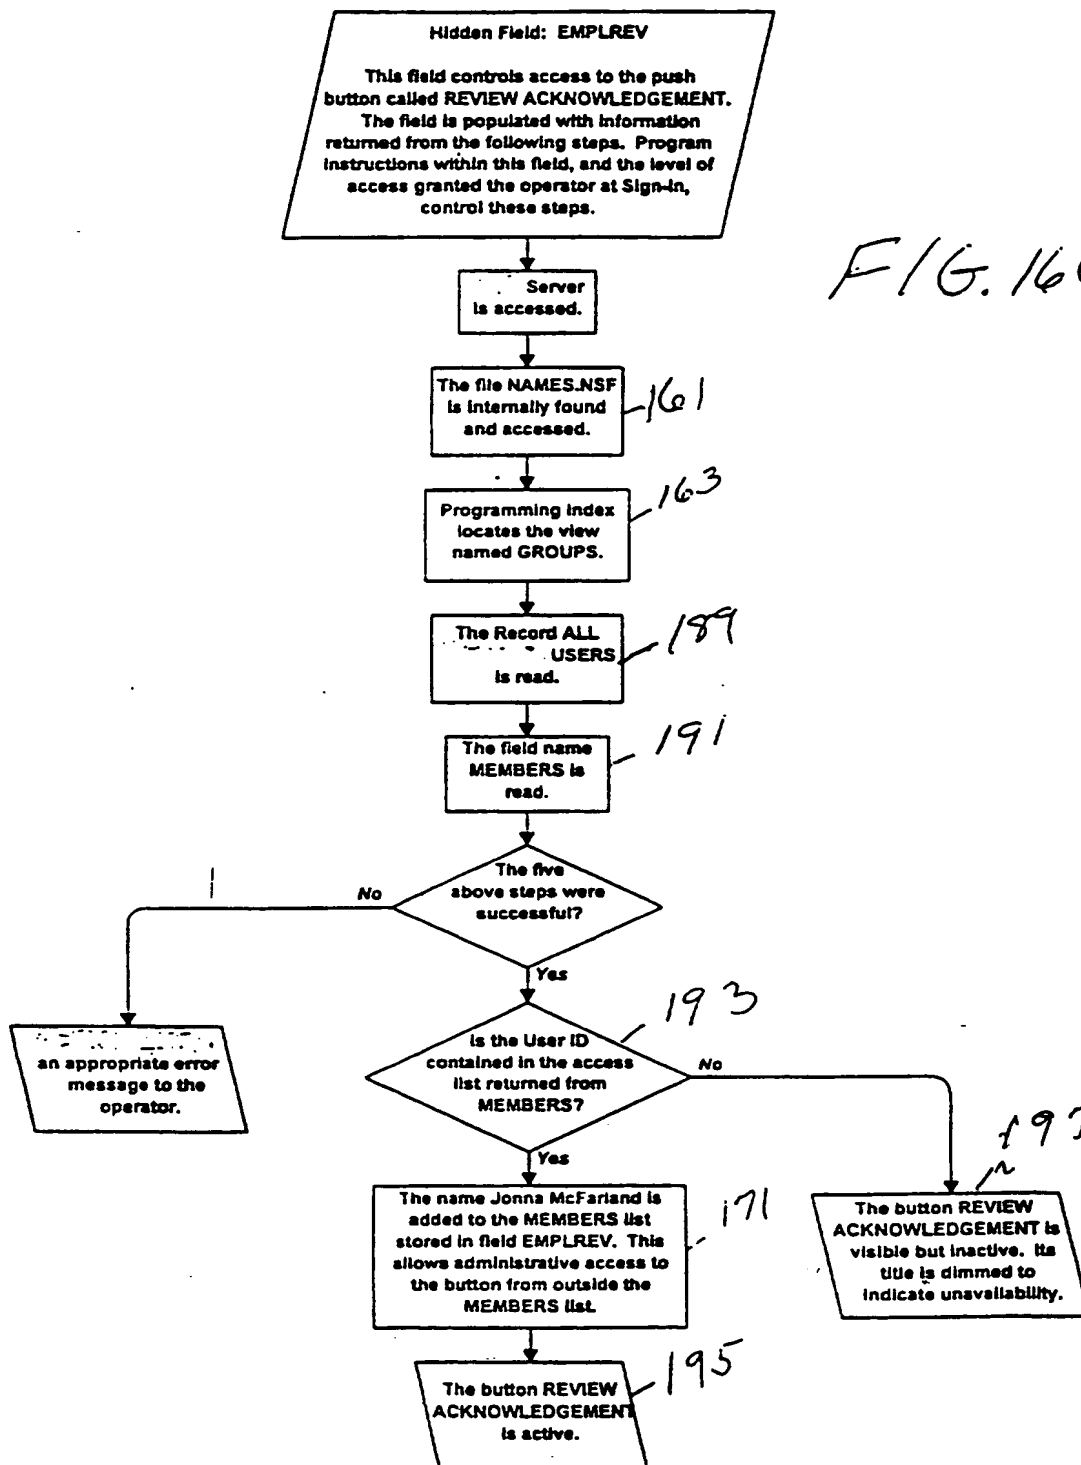 Hidden Field: EMPLREV
This field controls access to the push
button called REVIEW ACKNOWLEDGEMENT.
The field is populated with information
returned from the following steps. Program
instructions within this field, and the level of
access granted the operator at Sign-in,
control these steps.
FIG. 16
Server
is accessed.
The file NAMES.NSF
is internally found
and accessed.
161
Programming index
locates the view
named GROUPS.
163
The Record ALL
USERS
is read.
189
The field name
MEMBERS is
read.
191
The five
above steps were
successful?
No
Yes
an appropriate error
message to the
operator.
Is the User ID
contained in the access
list returned from
MEMBERS?
193
No
Yes
The name Jonna McFarland is
added to the MEMBERS list
stored in field EMPLREV. This
allows administrative access to
the button from outside the
MEMBERS list.
171
The button REVIEW
ACKNOWLEDGEMENT is
visible but inactive. Its
title is dimmed to
indicate unavailability.
The button REVIEW
ACKNOWLEDGEMENT
is active.
195